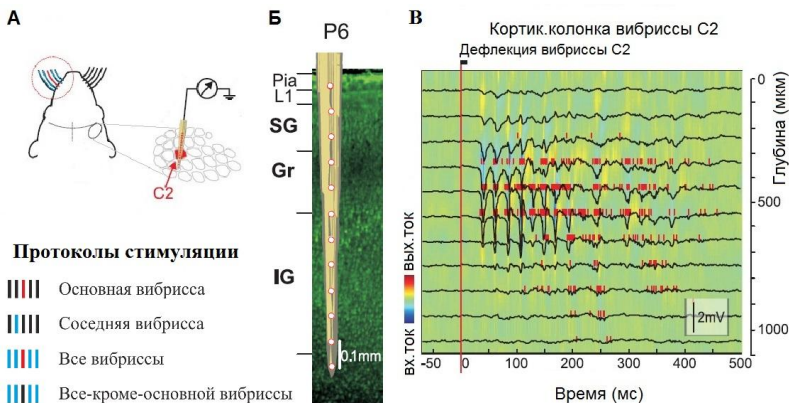 А
C2
Протоколы стимуляции
Основная вибрисса
Соседняя вибрисса
Все вибриссы
Все-кроме-основной вибриссы
Б
P6
Pia
L1
SG
Gr
IG
0.1mm
В
Кортик.колонка вибриссы C2
Дефлекция вибриссы C2
0
500
1000
Глубина (мкм)
ВХ.ТОК ВЫХ.ТОК
2mV
-50 0 100 200 300 400 500
Время (мс)